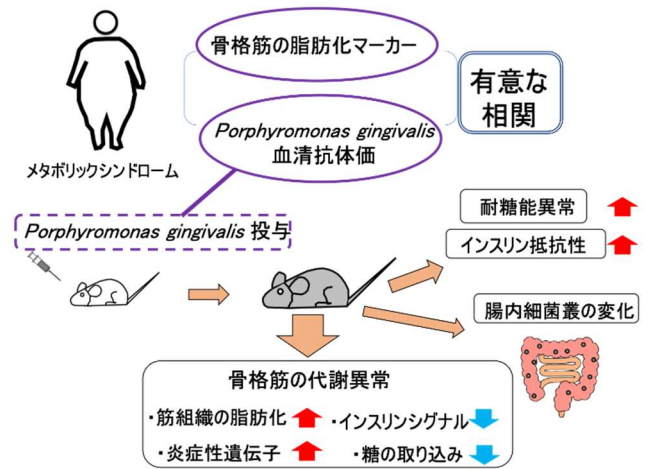 骨格筋の脂肪化マーカー
有意な
相関
Porphyromonas gingivalis
血清抗体価
メタボリックシンドローム
Porphyromonas gingivalis 投与
耐糖能異常
インスリン抵抗性
腸内細菌叢の変化
骨格筋の代謝異常
・筋組織の脂肪化
・インスリンシグナル
・炎症性遺伝子
・糖の取り込み